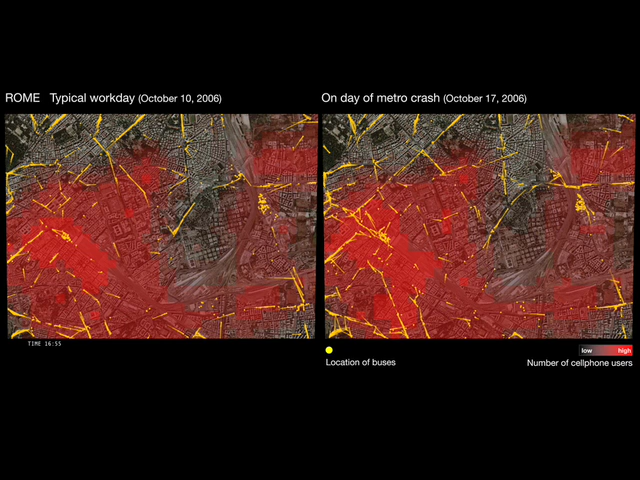 ROME Typical workday (October 10, 2006)
On day of metro crash (October 17, 2006)
TIME 16:55
Location of buses
low high
Number of cellphone users